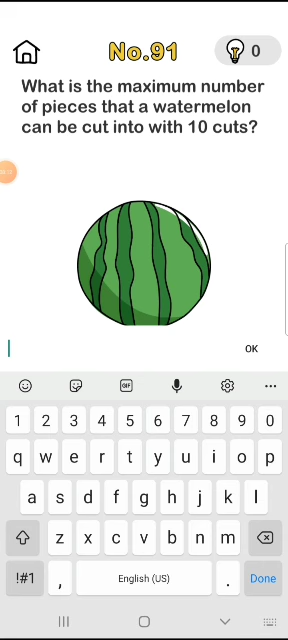 No.91
0
What is the maximum number
of pieces that a watermelon
can be cut into with 10 cuts?
OK
GIF
1 2 3 4 5 6 7 8 9 0
q w e r t y u i o p
a s d f g h j k l
z x c v b n m
!#1 , English (US) . Done